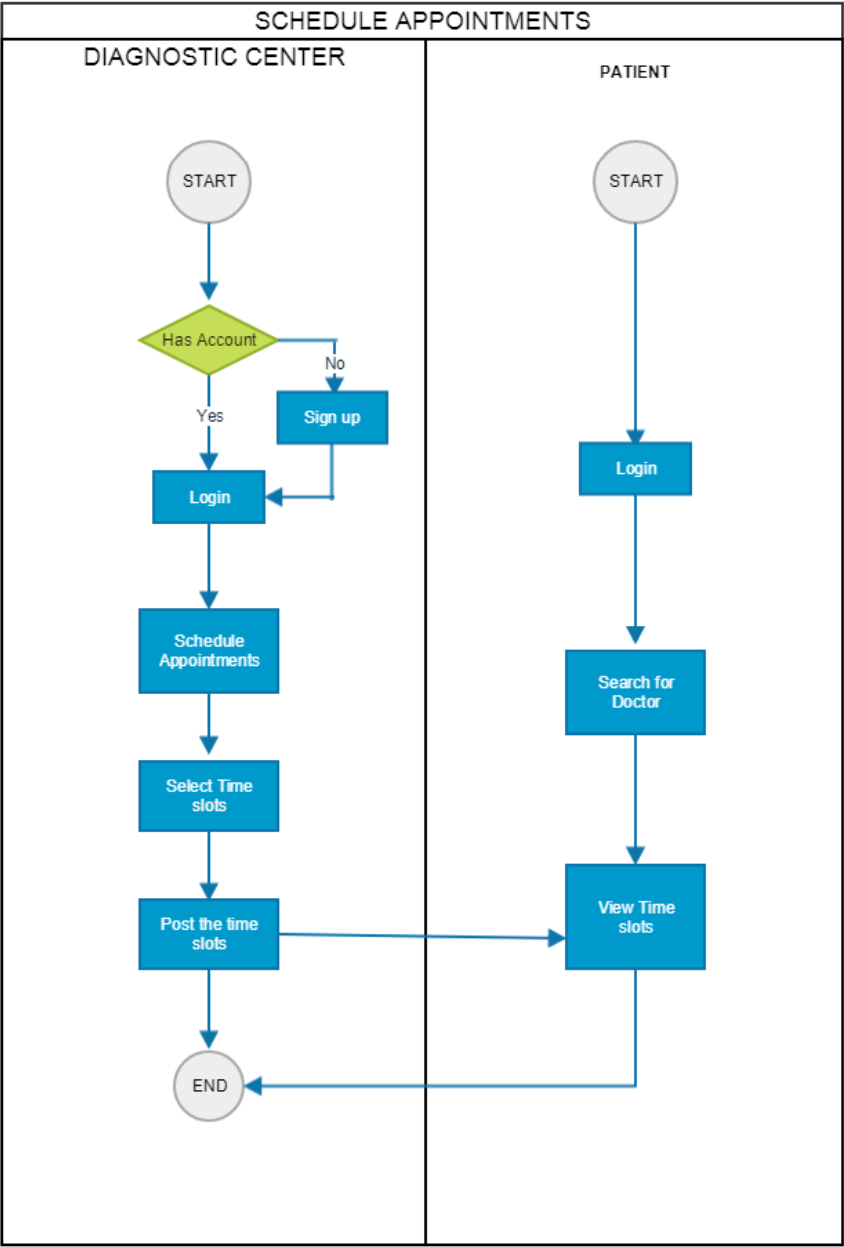 SCHEDULE APPOINTMENTS
DIAGNOSTIC CENTER
PATIENT
START
START
Has Account
No
Yes
Sign up
Login
Login
Schedule
Appointments
Search for
Doctor
Select Time
slots
Post the time
slots
View Time
slots
END